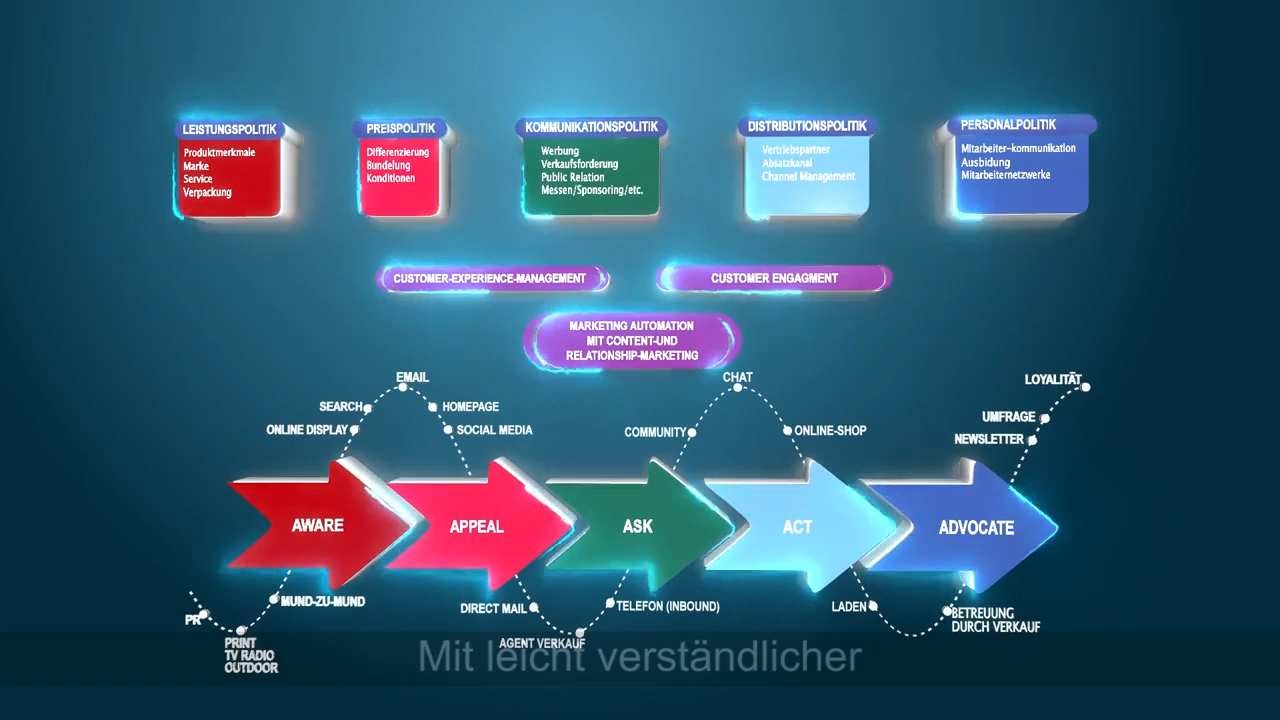 LEISTUNGSPOLITIK
Produktmerkmale
Marke
Service
Verpackung
PREISPOLITIK
Differenzierung
Bundelung
Konditionen
KOMMUNIKATIONSPOLITIK
Werbung
Verkaufsforderung
Public Relation
Messen/Sponsoring/etc.
DISTRIBUTIONSPOLITIK
Vertriebspartner
Absatzkanal
Channel Management
PERSONALPOLITIK
Mitarbeiter-kommunikation
Ausbidung
Mitarbeiternetzwerke
CUSTOMER-EXPERIENCE-MANAGEMENT
CUSTOMER ENGAGMENT
MARKETING AUTOMATION
MIT CONTENT-UND
RELATIONSHIP-MARKETING
EMAIL
SEARCH
HOMEPAGE
ONLINE DISPLAY
SOCIAL MEDIA
CHAT
COMMUNITY
ONLINE-SHOP
LOYALITÄT
UMFRAGE
NEWSLETTER
AWARE
APPEAL
ASK
ACT
ADVOCATE
PR
MUND-ZU-MUND
PRINT
TV RADIO
OUTDOOR
DIRECT MAIL
TELEFON (INBOUND)
AGENT VERKAUF
LADEN
BETREUUNG
DURCH VERKAUF
Mit leicht verständlicher